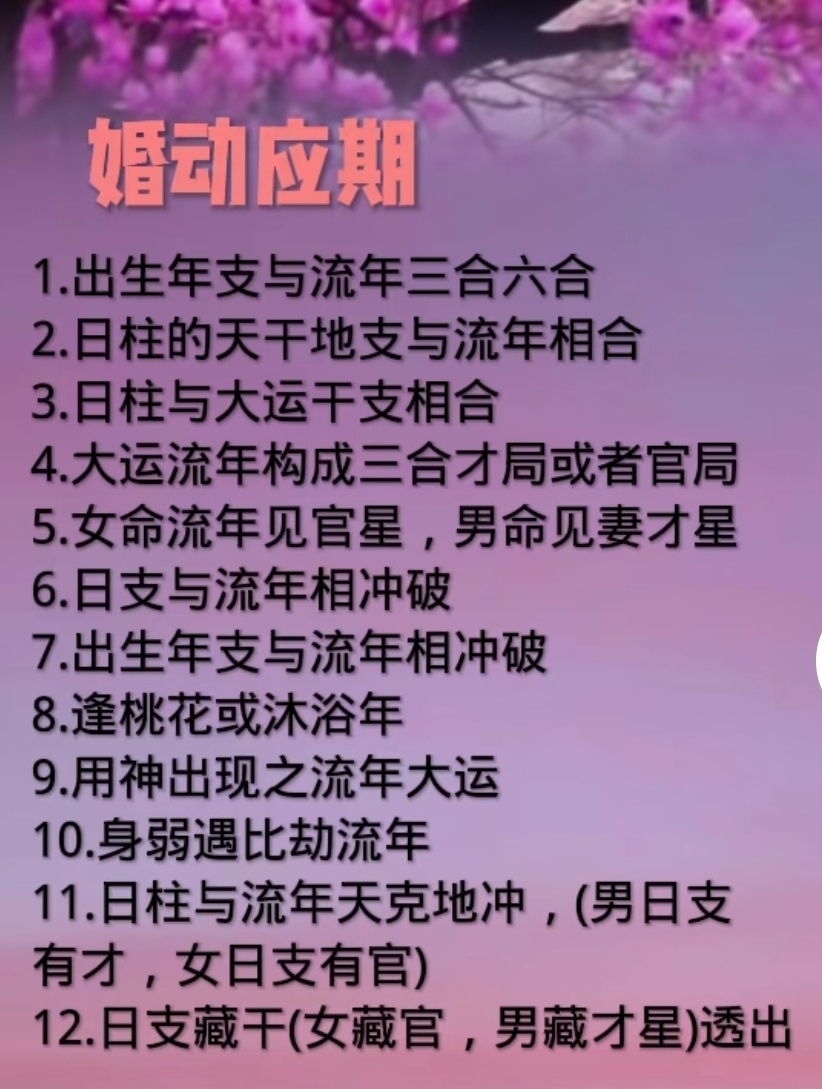 婚动应期
1.出生年支与流年三合六合
2.日柱的天干地支与流年相合
3.日柱与大运干支相合
4.大运流年构成三合才局或者官局
5.女命流年见官星，男命见妻才星
6.日支与流年相冲破
7.出生年支与流年相冲破
8.逢桃花或沐浴年
9.用神出现之流年大运
10.身弱遇比劫流年
11.日柱与流年天克地冲，(男日支
有才，女日支有官)
12.日支藏干(女藏官，男藏才星)透出